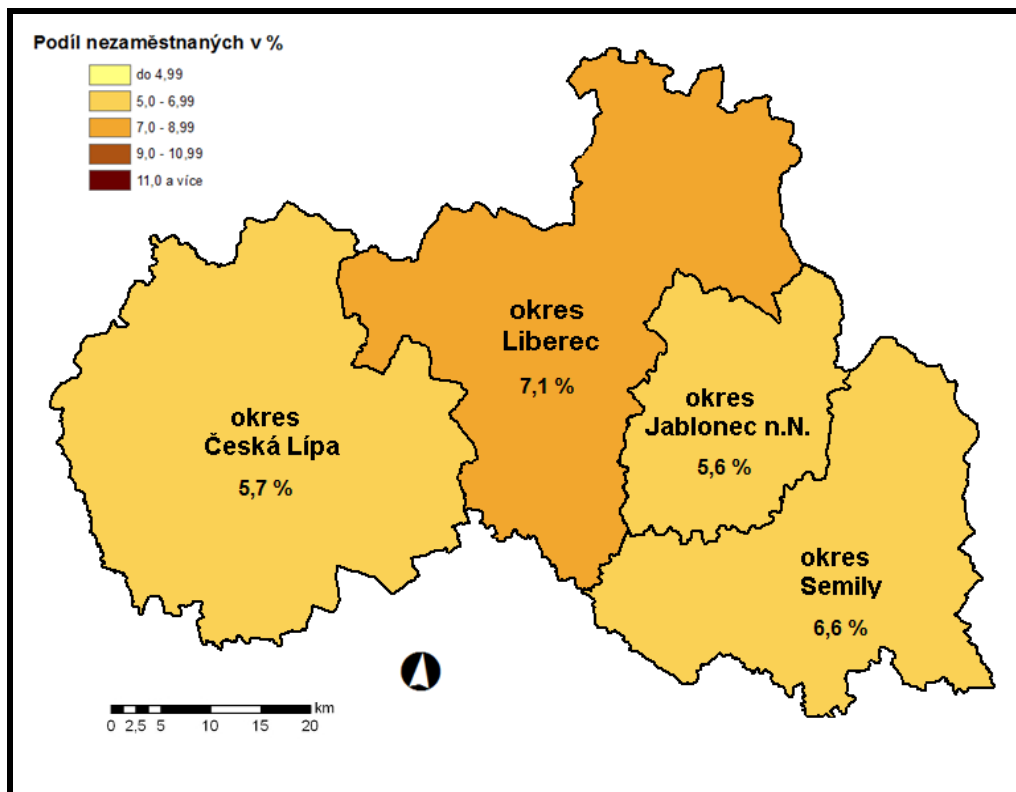 Podíl nezaměstnaných v %
do 4,99
5,0 - 6,99
7,0 - 8,99
9,0 - 10,99
11,0 a více
okres
Liberec
7,1 %
okres
Jablonec n.N.
5,6 %
okres
Česká Lípa
5,7 %
okres
Semily
6,6 %
km
0 2,5 5 10 15 20